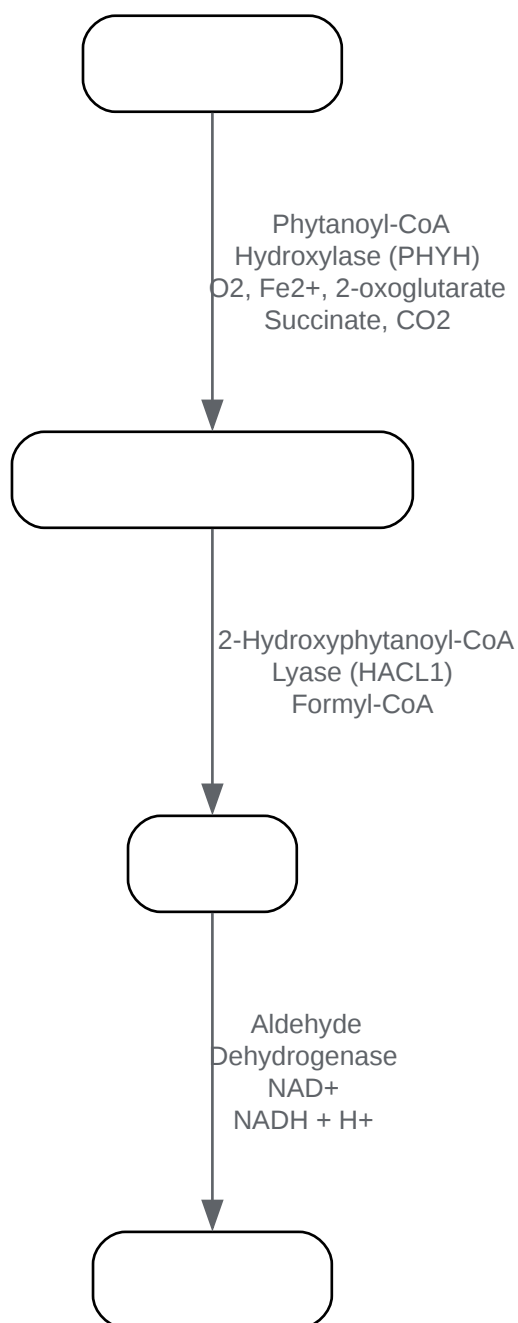 Phytanoyl-CoA
Hydroxylase (PHYH)
O2, Fe2+, 2-oxoglutarate
Succinate, CO2
2-Hydroxyphytanoyl-CoA
Lyase (HACL1)
Formyl-CoA
Aldehyde
Dehydrogenase
NAD+
NADH + H+